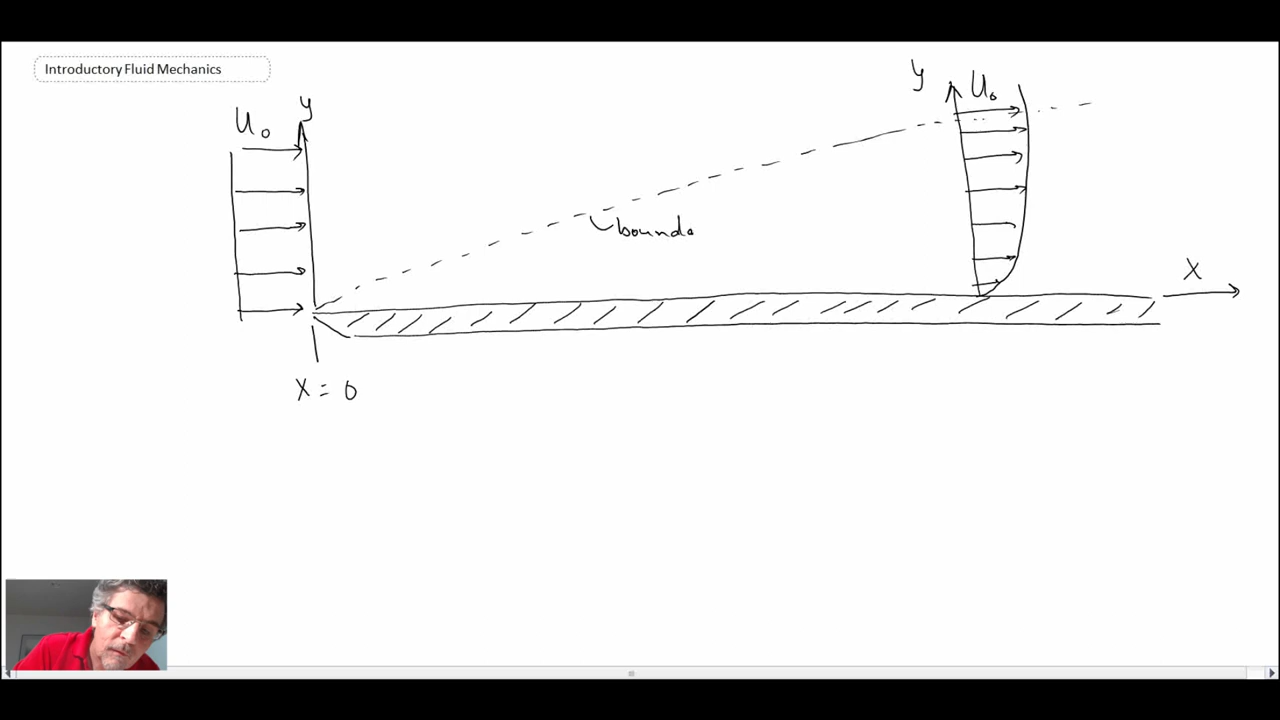 Introductory Fluid Mechanics
y
U₀
y
U₀
bounda
X
X = 0